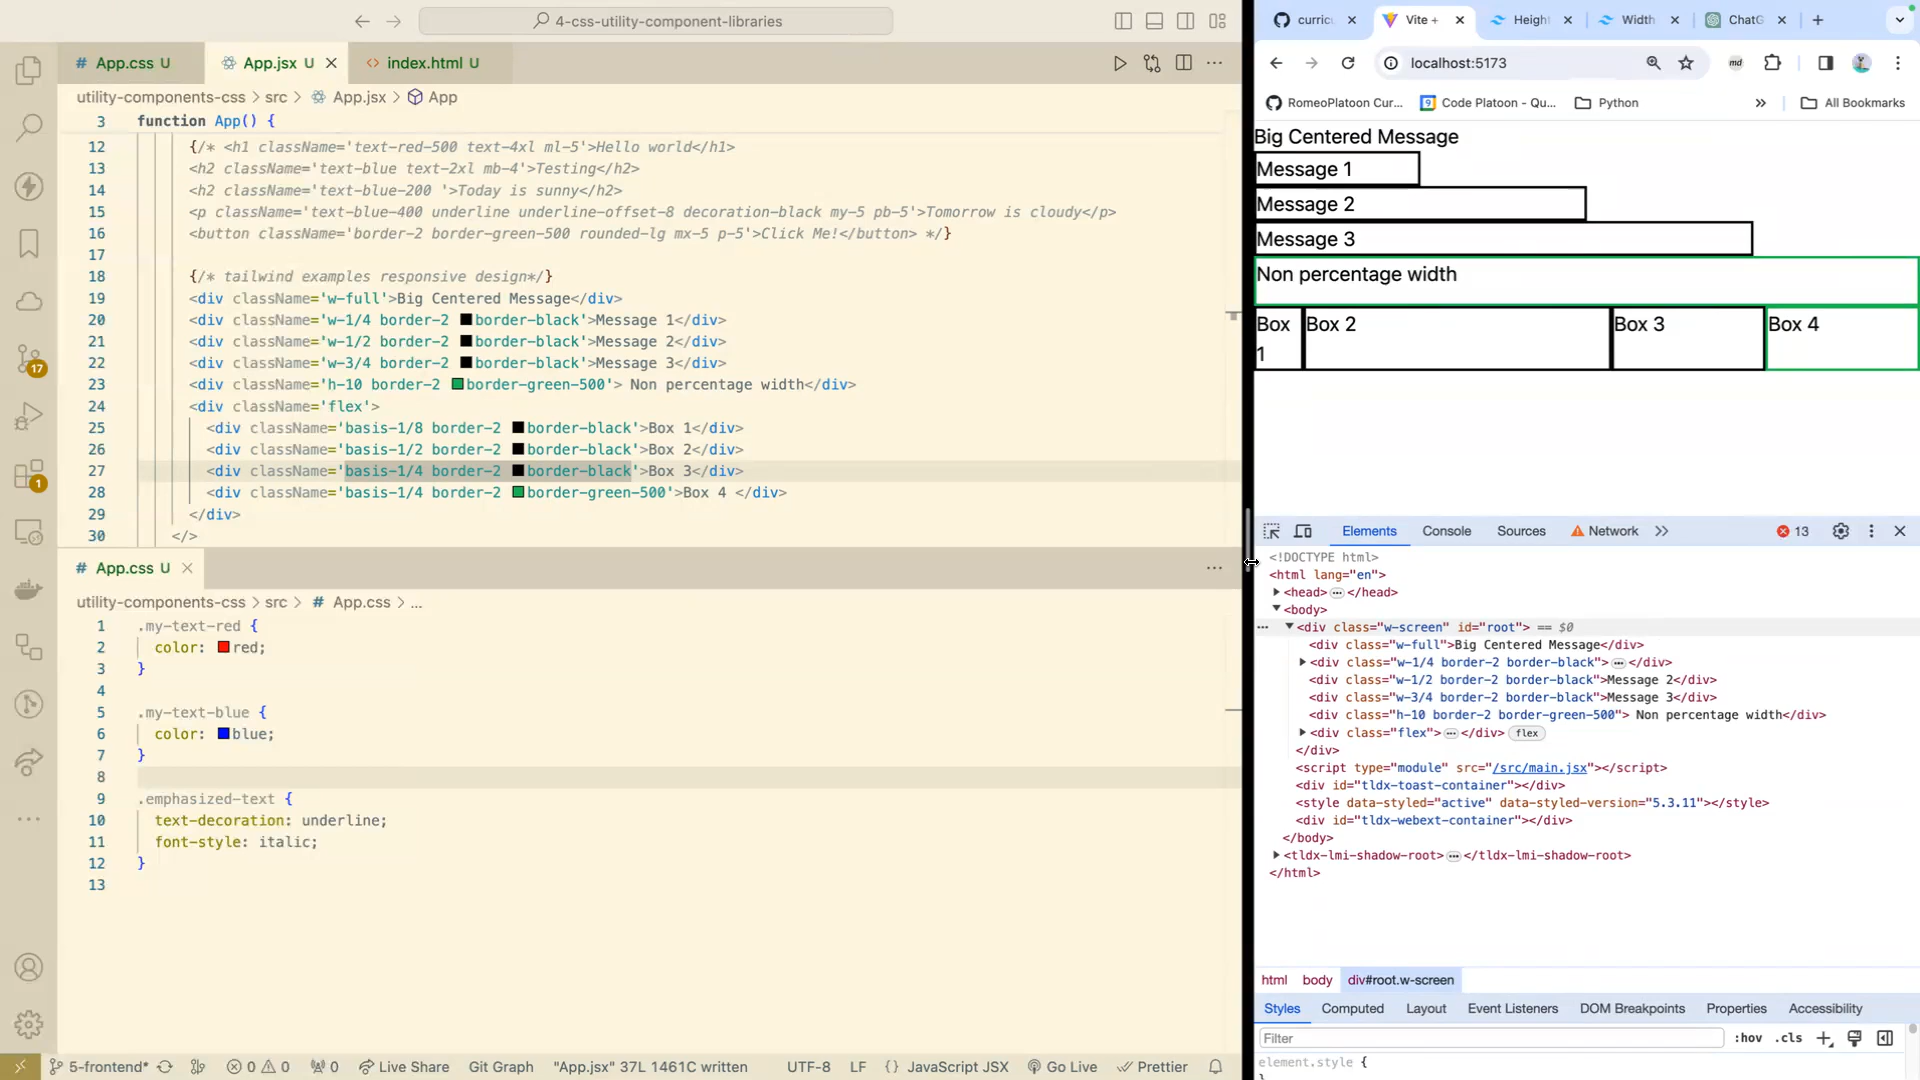 4-css-utility-component-libraries
# App.css U
App.jsx U
<> index.html U
utility-components-css > src > App.jsx > App
3 function App() {
12 {/* <h1 className='text-red-500 text-4xl ml-5'>Hello world</h1>
13 <h2 className='text-blue text-2xl mb-4'>Testing</h2>
14 <h2 className='text-blue-200 '>Today is sunny</h2>
15 <p className='text-blue-400 underline underline-offset-8 decoration-black my-5 pb-5'>Tomorrow is cloudy</p>
16 <button className='border-2 border-green-500 rounded-lg mx-5 p-5'>Click Me!</button> */}
17
18 {/* tailwind examples responsive design*/}
19 <div className='w-full'>Big Centered Message</div>
20 <div className='w-1/4 border-2 border-black'>Message 1</div>
21 <div className='w-1/2 border-2 border-black'>Message 2</div>
22 <div className='w-3/4 border-2 border-black'>Message 3</div>
23 <div className='h-10 border-2 border-green-500'> Non percentage width</div>
24 <div className='flex'>
25 <div className='basis-1/8 border-2 border-black'>Box 1</div>
26 <div className='basis-1/2 border-2 border-black'>Box 2</div>
27 <div className='basis-1/4 border-2 border-black'>Box 3</div>
28 <div className='basis-1/4 border-2 border-green-500'>Box 4 </div>
29 </div>
30 </>
# App.css U
utility-components-css > src > # App.css > ...
1 .my-text-red {
2 color: red;
3 }
4
5 .my-text-blue {
6 color: blue;
7 }
8
9 .emphasized-text {
10 text-decoration: underline;
11 font-style: italic;
12 }
13
17
1
5-frontend*
0 0
0
Live Share
Git Graph
"App.jsx" 37L 1461C written
UTF-8
LF
{} JavaScript JSX
Go Live
Prettier
curric
Vite +
Heigh
Width
ChatG
localhost:5173
md
RomeoPlatoon Cur...
Code Platoon - Qu...
Python
All Bookmarks
Big Centered Message
Message 1
Message 2
Message 3
Non percentage width
Box 1
Box 2
Box 3
Box 4
Elements
Console
Sources
Network
13
<!DOCTYPE html>
<html lang="en">
<head> ... </head>
<body>
<div class="w-screen" id="root"> == $0
<div class="w-full">Big Centered Message</div>
<div class="w-1/4 border-2 border-black"> ... </div>
<div class="w-1/2 border-2 border-black">Message 2</div>
<div class="w-3/4 border-2 border-black">Message 3</div>
<div class="h-10 border-2 border-green-500"> Non percentage width</div>
<div class="flex"> ... </div> flex
</div>
<script type="module" src="/src/main.jsx"></script>
<div id="tldx-toast-container"></div>
<style data-styled="active" data-styled-version="5.3.11"></style>
<div id="tldx-webext-container"></div>
</body>
<tldx-lmi-shadow-root> ... </tldx-lmi-shadow-root>
</html>
html
body
div#root.w-screen
Styles
Computed
Layout
Event Listeners
DOM Breakpoints
Properties
Accessibility
Filter
:hov
.cls
element.style {